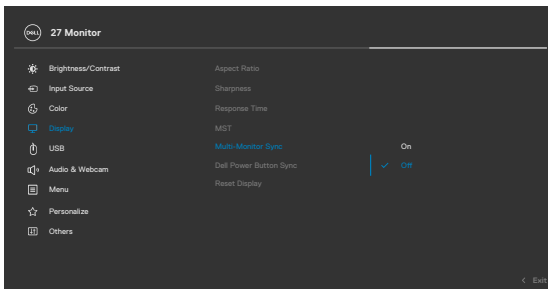 DELL 27 Monitor
Brightness/Contrast
Input Source
Color
Display
USB
Audio & Webcam
Menu
Personalize
Others
Aspect Ratio
Sharpness
Response Time
MST
Multi-Monitor Sync
Dell Power Button Sync
Reset Display
On
Off
Exit